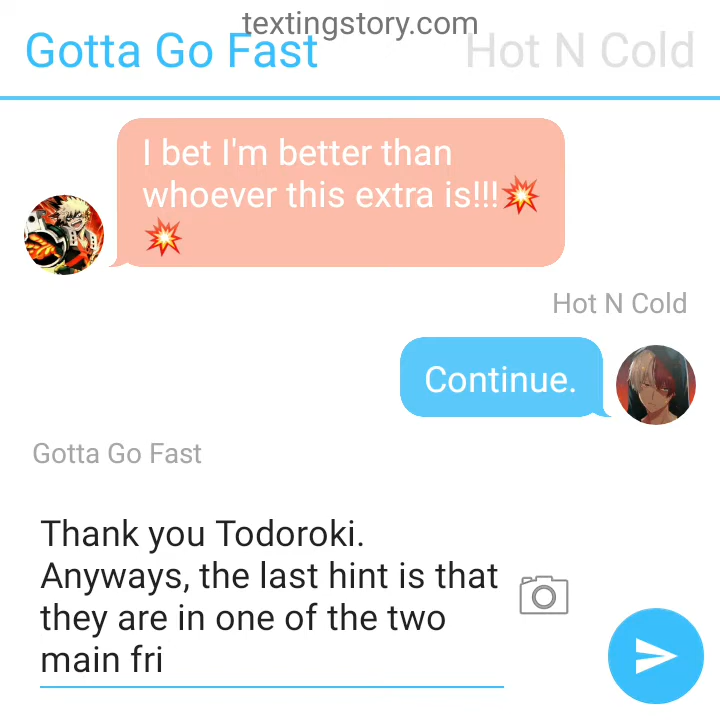 textingstory.com
Gotta Go Fast
Hot N Cold
I bet I'm better than
whoever this extra is!!!💥
💥
Hot N Cold
Continue.
Gotta Go Fast
Thank you Todoroki.
Anyways, the last hint is that
they are in one of the two
main fri